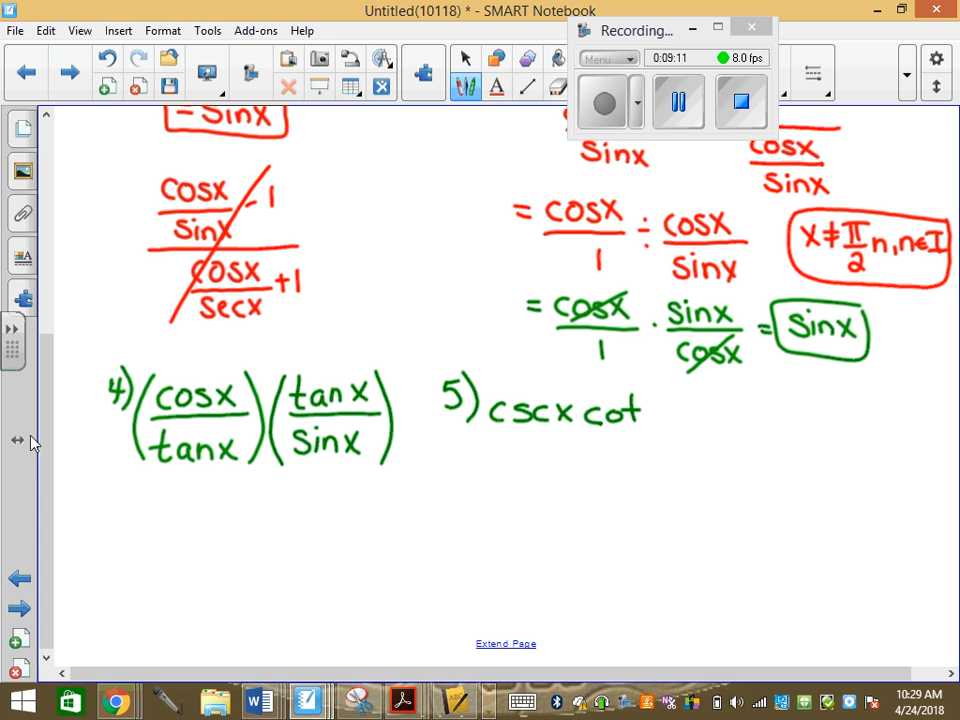 Untitled(10118) * - SMART Notebook
Recording...
File Edit View Insert Format Tools Add-ons Help
Menu
0:09:11
8.0 fps
= sinx
cosx
sinx - 1
cosx
secx +1
sinx
cosx
sinx
= cosx
1
÷ cosx
sinx
x ≠ π
2 n, n ∈ I
= cosx
1
· sinx
cosx
= sinx
4) (cosx
tanx) (tanx
sinx)
5) cscx cot
Extend Page
10:29 AM
4/24/2018